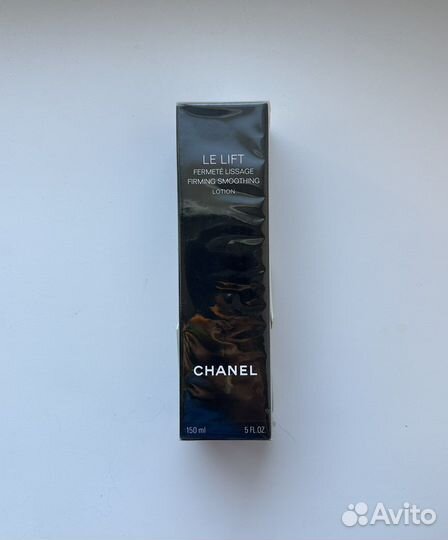 LE LIFT
FERMETÉ LISSAGE
FIRMING SMOOTHING
LOTION
CHANEL
150 ml 5 FL.OZ.
Avito